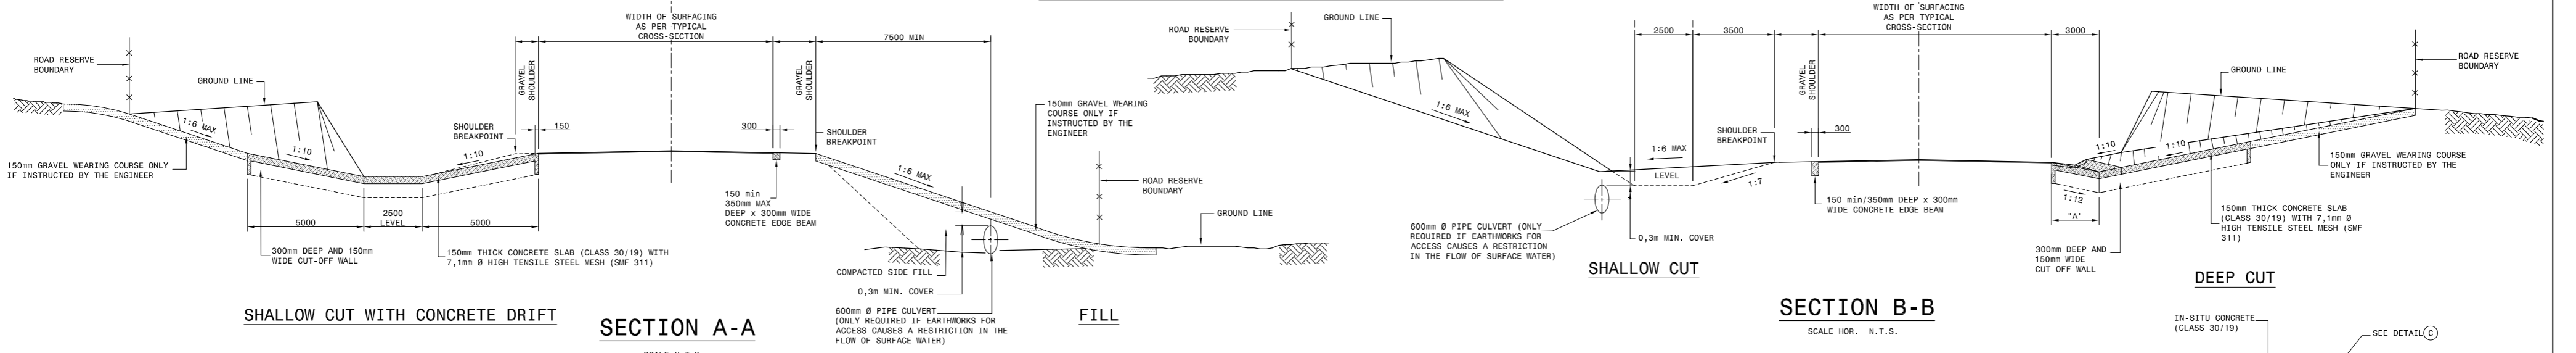 WIDTH OF SURFACING
AS PER TYPICAL
CROSS-SECTION
7500 MIN
ROAD RESERVE
BOUNDARY
GROUND LINE
GRAVEL
SHOULDER
GRAVEL
SHOULDER
1:6 MAX
1:10
SHOULDER
BREAKPOINT
150
300
SHOULDER
BREAKPOINT
1:10
150mm GRAVEL WEARING COURSE ONLY
IF INSTRUCTED BY THE ENGINEER
1:6 MAX
150mm GRAVEL WEARING
COURSE ONLY IF
INSTRUCTED BY THE
ENGINEER
ROAD RESERVE
BOUNDARY
GROUND LINE
150 min
350mm MAX
DEEP x 300mm WIDE
CONCRETE EDGE BEAM
5000
2500
LEVEL
5000
300mm DEEP AND 150mm
WIDE CUT-OFF WALL
150mm THICK CONCRETE SLAB (CLASS 30/19) WITH
7,1mm Ø HIGH TENSILE STEEL MESH (SMF 311)
COMPACTED SIDE FILL
0,3m MIN. COVER
600mm Ø PIPE CULVERT
(ONLY REQUIRED IF EARTHWORKS FOR
ACCESS CAUSES A RESTRICTION IN THE
FLOW OF SURFACE WATER)
SHALLOW CUT WITH CONCRETE DRIFT
SECTION A-A
FILL
ROAD RESERVE
BOUNDARY
GROUND LINE
2500
3500
WIDTH OF SURFACING
AS PER TYPICAL
CROSS-SECTION
3000
GRAVEL
SHOULDER
1:6 MAX
SHOULDER
BREAKPOINT
300
1:6 MAX
LEVEL
1:7
600mm Ø PIPE CULVERT (ONLY
REQUIRED IF EARTHWORKS FOR
ACCESS CAUSES A RESTRICTION
IN THE FLOW OF SURFACE WATER)
0,3m MIN. COVER
150 min/350mm DEEP x 300mm
WIDE CONCRETE EDGE BEAM
GROUND LINE
ROAD RESERVE
BOUNDARY
1:10
1:10
1:12
"A"
150mm GRAVEL WEARING COURSE
ONLY IF INSTRUCTED BY THE
ENGINEER
150mm THICK CONCRETE SLAB
(CLASS 30/19) WITH 7,1mm Ø
HIGH TENSILE STEEL MESH (SMF
311)
300mm DEEP AND
150mm WIDE
CUT-OFF WALL
SHALLOW CUT
SECTION B-B
SCALE HOR. N.T.S.
DEEP CUT
IN-SITU CONCRETE
(CLASS 30/19)
SEE DETAIL C